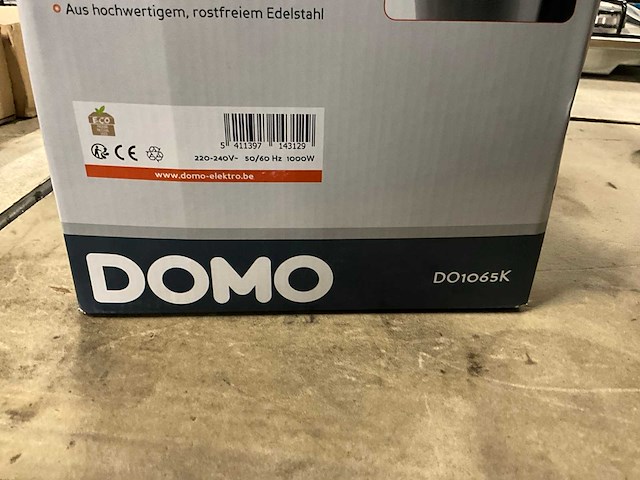 Aus hochwertigem, rostfreiem Edelstahl
E-CO
CE
5 411397 143129
220-240V~ 50/60 Hz 1000W
www.domo-elektro.be
DOMO
DO1065K